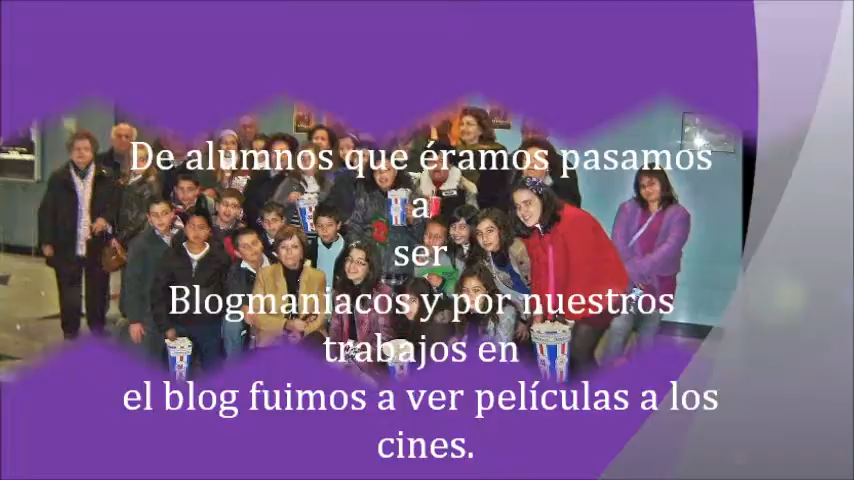 De alumnos que éramos pasamos
a
ser
Blogmaniacos y por nuestros
trabajos en
el blog fuimos a ver películas a los
cines.